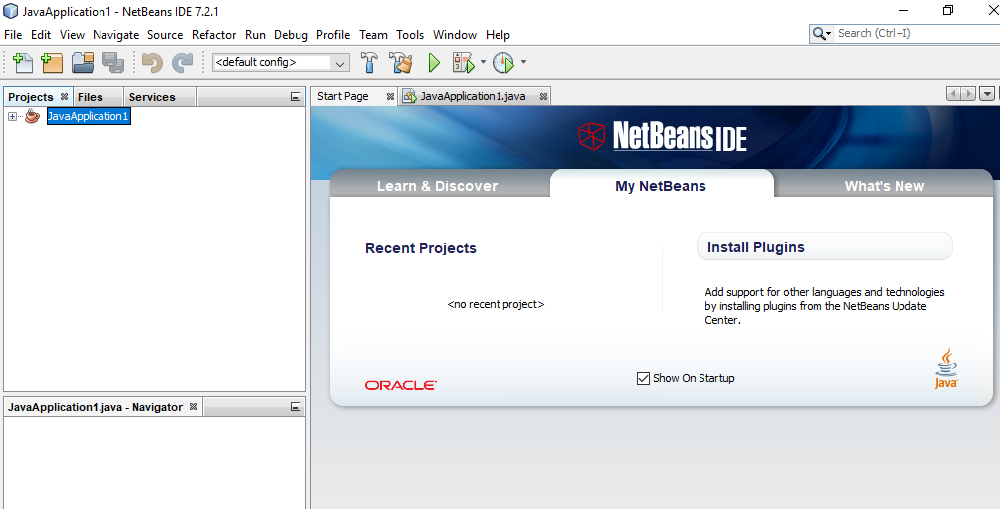 JavaApplication1 - NetBeans IDE 7.2.1
File Edit View Navigate Source Refactor Run Debug Profile Team Tools Window Help
Search (Ctrl+I)
<default config>
Projects Files Services
Start Page JavaApplication1.java
JavaApplication1
NetBeans IDE
Learn & Discover My NetBeans What's New
Recent Projects
<no recent project>
Install Plugins
Add support for other languages and technologies
by installing plugins from the NetBeans Update
Center.
ORACLE
Show On Startup
Java
JavaApplication1.java - Navigator